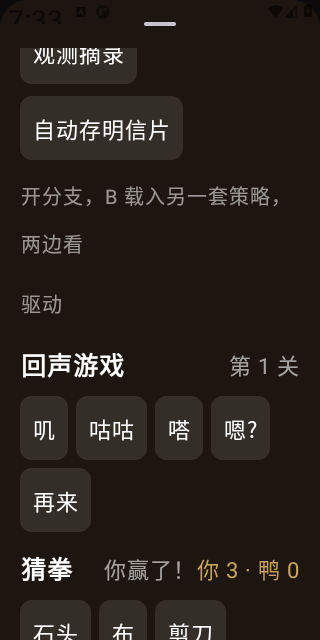 7:33
观测摘录
自动存明信片
开分支，B 载入另一套策略，
两边看
驱动
回声游戏 第 1 关
叽 咕咕 嗒 嗯?
再来
猜拳 你赢了! 你 3 · 鸭 0
石头 布 剪刀